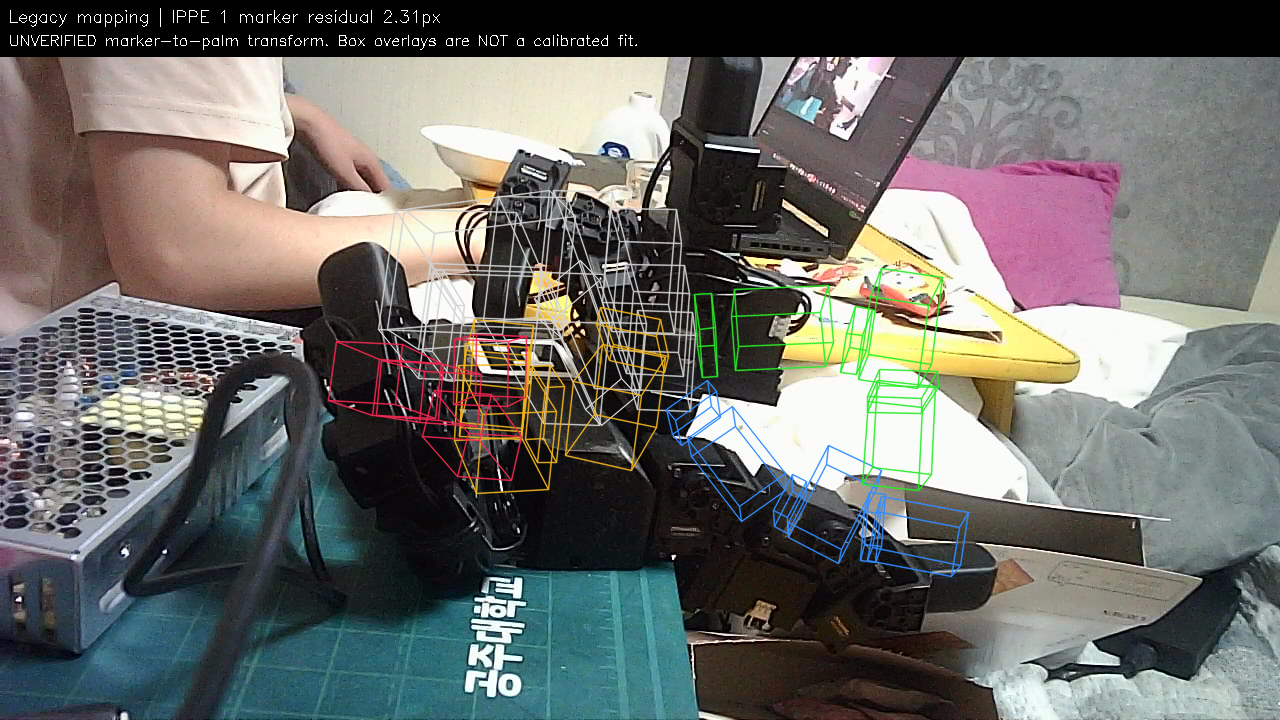 Legacy mapping | IPPE 1 marker residual 2.31px
UNVERIFIED marker-to-palm transform. Box overlays are NOT a calibrated fit.
공주대학교